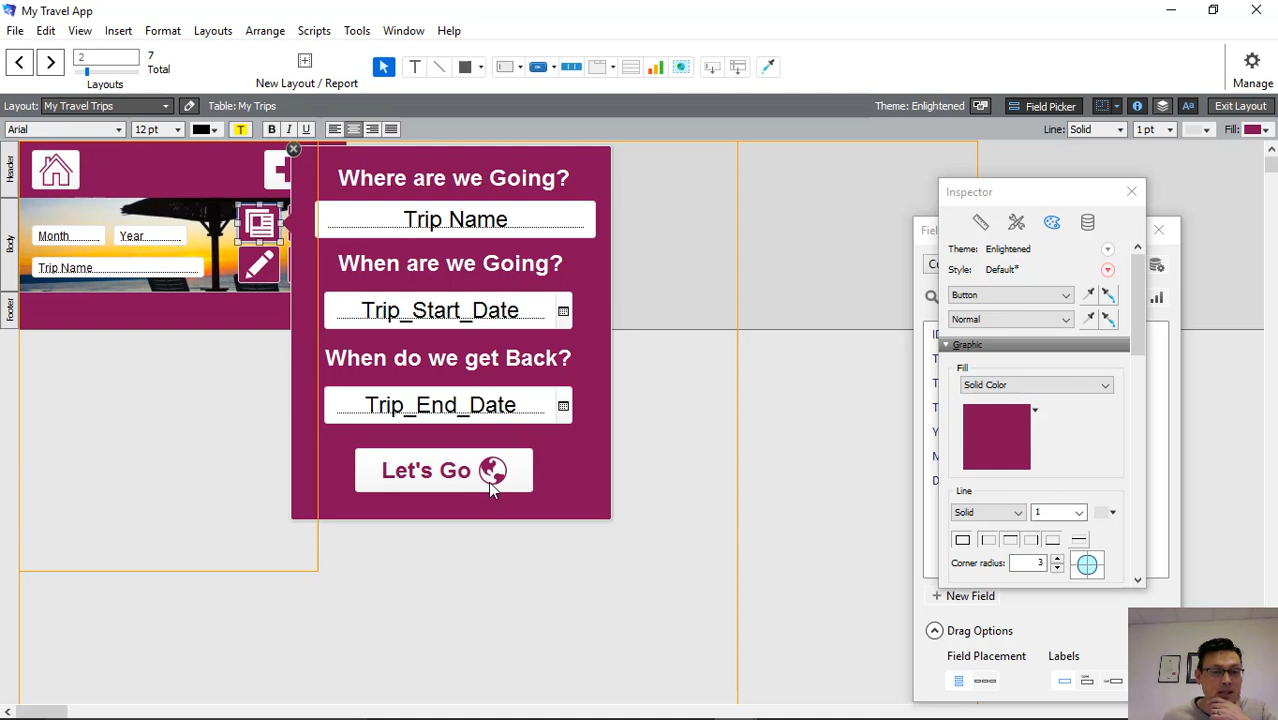 My Travel App
File Edit View Insert Format Layouts Arrange Scripts Tools Window Help
2 7
Total
Layouts New Layout / Report Manage
Layout: My Travel Trips Table: My Trips Theme: Enlightened Field Picker Aa Exit Layout
Arial 12 pt T B I U Line: Solid 1 pt Fill:
Header
Body
Footer
Month Year
Trip Name
Where are we Going?
Trip Name
When are we Going?
Trip_Start_Date
When do we get Back?
Trip_End_Date
Let's Go
Inspector
Theme: Enlightened
Style: Default*
Button
Normal
Graphic
Fill
Solid Color
Line
Solid 1
Corner radius: 3
New Field
Drag Options
Field Placement Labels